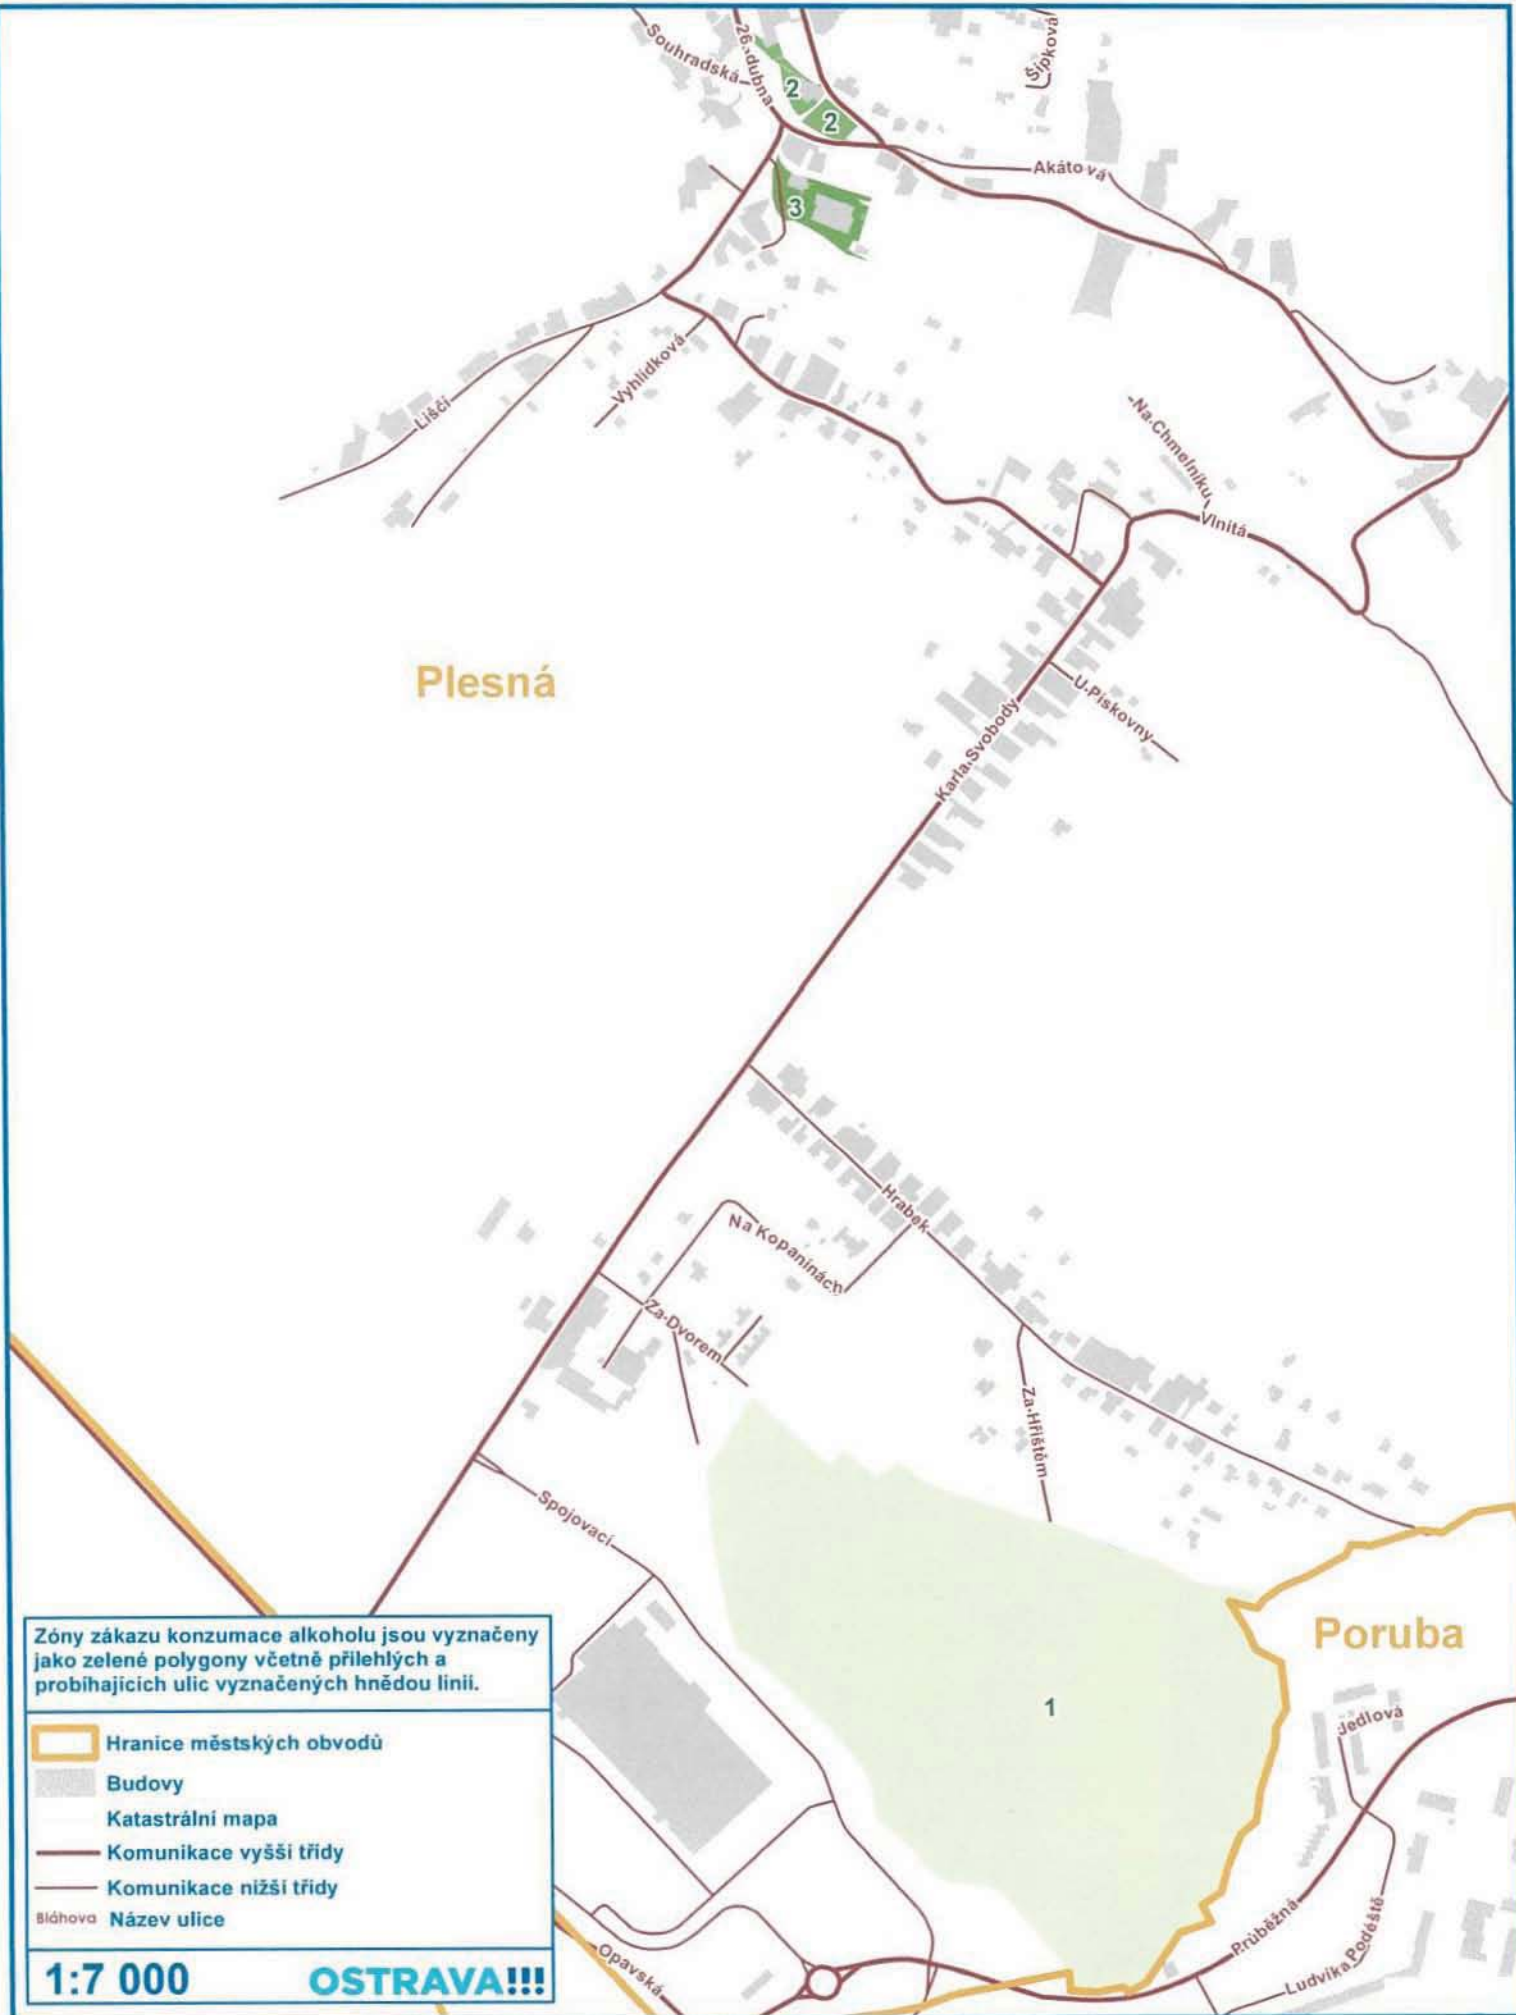 Souhradská
26. dubna
Šípková
2
2
Akátová
3
Vyhlídková
Liščí
Na Chmelníku
Vlnitá
Plesná
U Pískovny
Karla Svobody
Hrabek
Na Kopaninách
Za Dvorem
Za Hřištěm
Spojovací
Poruba
1
Jedlová
Průběžná
Ludvíka Podéště
Opavská
Zóny zákazu konzumace alkoholu jsou vyznačeny
jako zelené polygony včetně přilehlých a
probíhajících ulic vyznačených hnědou linií.
Hranice městských obvodů
Budovy
Katastrální mapa
Komunikace vyšší třídy
Komunikace nižší třídy
Bláhova Název ulice
1:7 000 OSTRAVA!!!